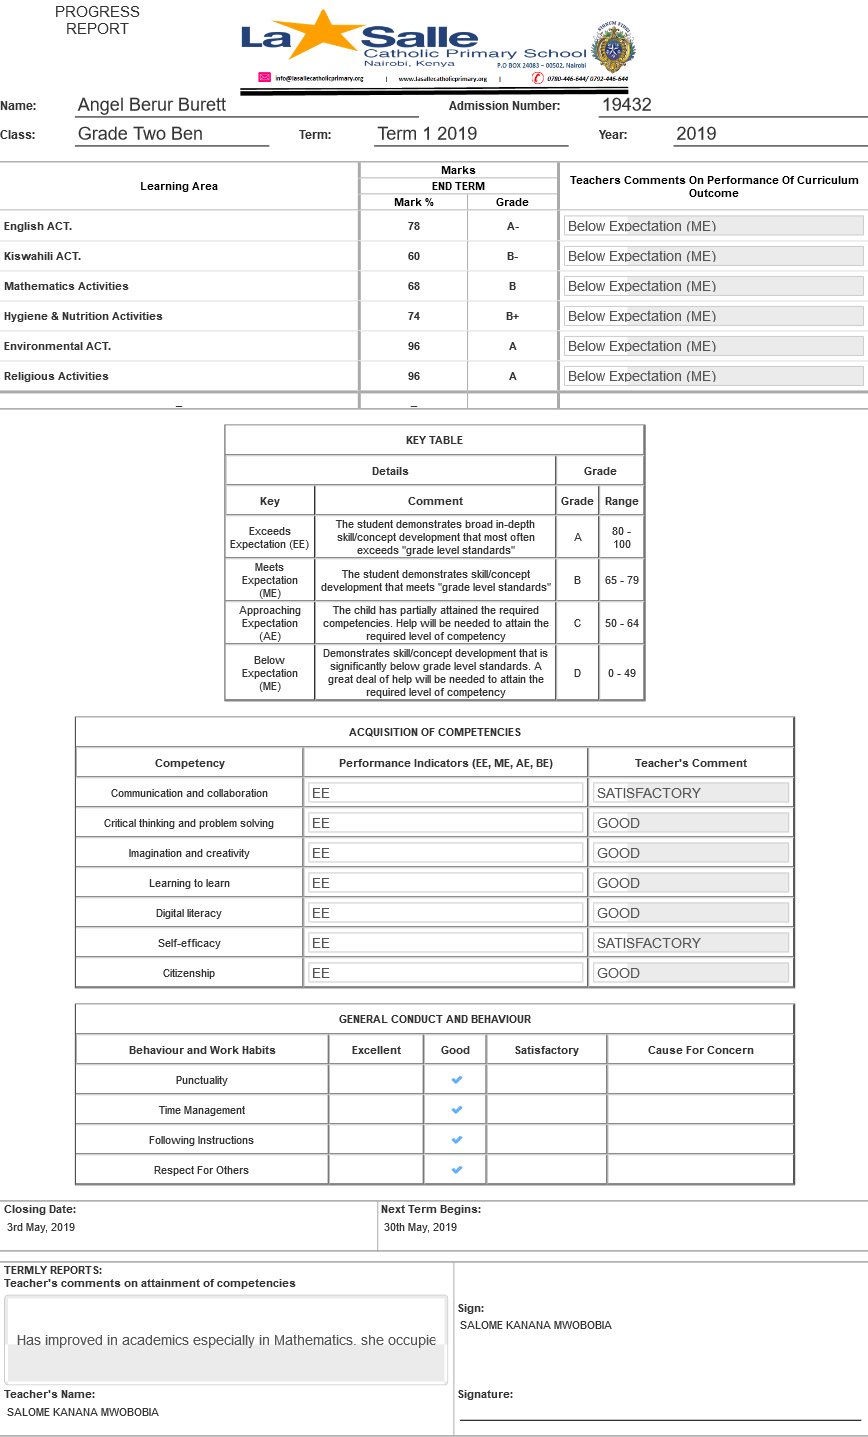 PROGRESS
REPORT
La Salle
Catholic Primary School
Nairobi, Kenya
P.O BOX 24083 – 00502, Nairobi
info@lasallecatholicprimary.org | www.lasallecatholicprimary.org | 0780-446-644/ 0792-446-644
Name: Angel Berur Burett Admission Number: 19432
Class: Grade Two Ben Term: Term 1 2019 Year: 2019
Learning Area Marks Teachers Comments On Performance Of Curriculum Outcome
END TERM
Mark % Grade
English ACT. 78 A- Below Expectation (ME)
Kiswahili ACT. 60 B- Below Expectation (ME)
Mathematics Activities 68 B Below Expectation (ME)
Hygiene & Nutrition Activities 74 B+ Below Expectation (ME)
Environmental ACT. 96 A Below Expectation (ME)
Religious Activities 96 A Below Expectation (ME)
– –
KEY TABLE
Details Grade
Key Comment Grade Range
Exceeds Expectation (EE) The student demonstrates broad in-depth skill/concept development that most often exceeds "grade level standards" A 80 - 100
Meets Expectation (ME) The student demonstrates skill/concept development that meets "grade level standards" B 65 - 79
Approaching Expectation (AE) The child has partially attained the required competencies. Help will be needed to attain the required level of competency C 50 - 64
Below Expectation (ME) Demonstrates skill/concept development that is significantly below grade level standards. A great deal of help will be needed to attain the required level of competency D 0 - 49
ACQUISITION OF COMPETENCIES
Competency Performance Indicators (EE, ME, AE, BE) Teacher's Comment
Communication and collaboration EE SATISFACTORY
Critical thinking and problem solving EE GOOD
Imagination and creativity EE GOOD
Learning to learn EE GOOD
Digital literacy EE GOOD
Self-efficacy EE SATISFACTORY
Citizenship EE GOOD
GENERAL CONDUCT AND BEHAVIOUR
Behaviour and Work Habits Excellent Good Satisfactory Cause For Concern
Punctuality ✓
Time Management ✓
Following Instructions ✓
Respect For Others ✓
Closing Date: Next Term Begins:
3rd May, 2019 30th May, 2019
TERMLY REPORTS:
Teacher's comments on attainment of competencies
Has improved in academics especially in Mathematics. she occupie
Sign:
SALOME KANANA MWOBOBIA
Teacher's Name: Signature:
SALOME KANANA MWOBOBIA